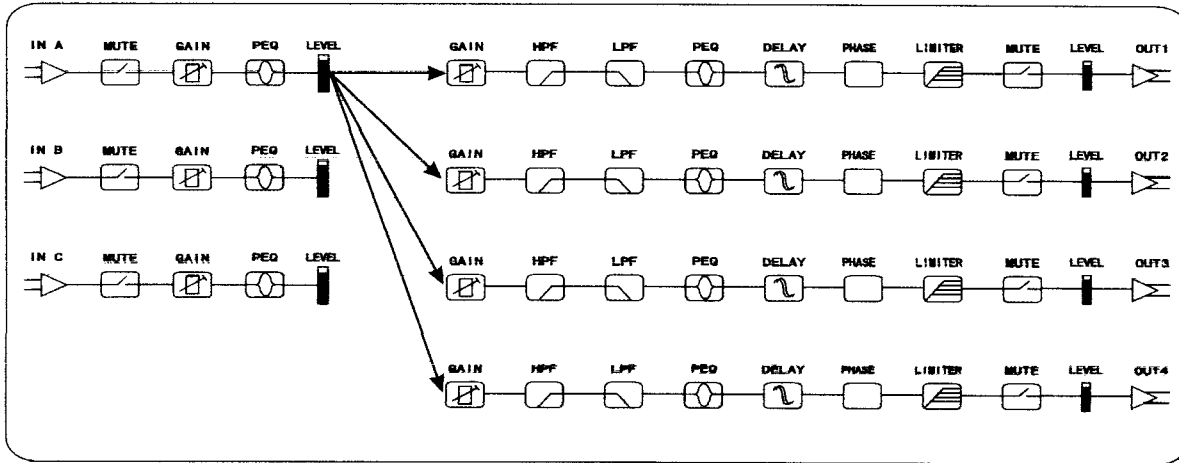 IN A MUTE GAIN PEQ LEVEL GAIN HPF LPF PEQ DELAY PHASE LIMITER MUTE LEVEL OUT1
IN B MUTE GAIN PEQ LEVEL GAIN HPF LPF PEQ DELAY PHASE LIMITER MUTE LEVEL OUT2
IN C MUTE GAIN PEQ LEVEL GAIN HPF LPF PEQ DELAY PHASE LIMITER MUTE LEVEL OUT3
GAIN HPF LPF PEQ DELAY PHASE LIMITER MUTE LEVEL OUT4